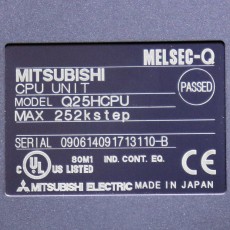 MELSEC-Q
MITSUBISHI
CPU UNIT
PASSED
MODEL Q25HCPU
MAX 252kstep
SERIAL 090614091713110-B
80M1 IND. CONT. EQ.
C UL US LISTED CE
MITSUBISHI ELECTRIC MADE IN JAPAN